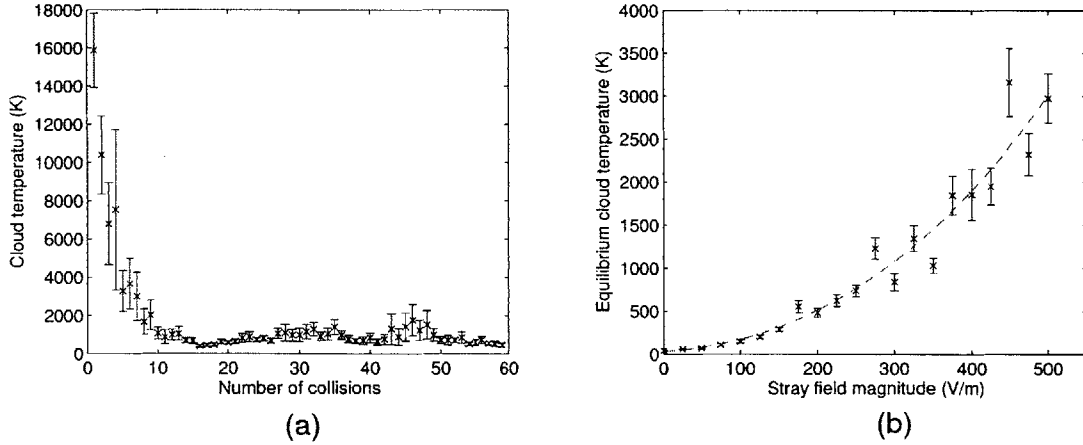 18000
16000
14000
12000
10000
8000
6000
4000
2000
0
Cloud temperature (K)
0 10 20 30 40 50 60
Number of collisions
(a)
4000
3500
3000
2500
2000
1500
1000
500
0
Equilibrium cloud temperature (K)
0 100 200 300 400 500
Stray field magnitude (V/m)
(b)